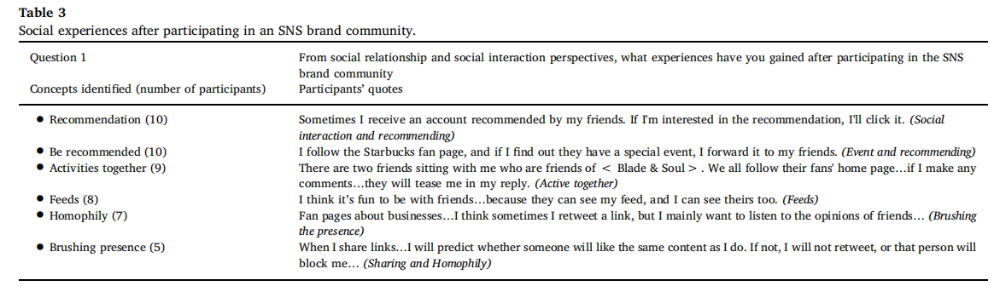 Table 3
Social experiences after participating in an SNS brand community.
Question 1 From social relationship and social interaction perspectives, what experiences have you gained after participating in the SNS
brand community
Concepts identified (number of participants) Participants' quotes
● Recommendation (10) Sometimes I receive an account recommended by my friends. If I'm interested in the recommendation, I'll click it. (Social
interaction and recommending)
● Be recommended (10) I follow the Starbucks fan page, and if I find out they have a special event, I forward it to my friends. (Event and recommending)
● Activities together (9) There are two friends sitting with me who are friends of < Blade & Soul > . We all follow their fans' home page…if I make any
comments…they will tease me in my reply. (Active together)
● Feeds (8) I think it's fun to be with friends…because they can see my feed, and I can see theirs too. (Feeds)
● Homophily (7) Fan pages about businesses…I think sometimes I retweet a link, but I mainly want to listen to the opinions of friends… (Brushing
the presence)
● Brushing presence (5) When I share links…I will predict whether someone will like the same content as I do. If not, I will not retweet, or that person will
block me… (Sharing and Homophily)